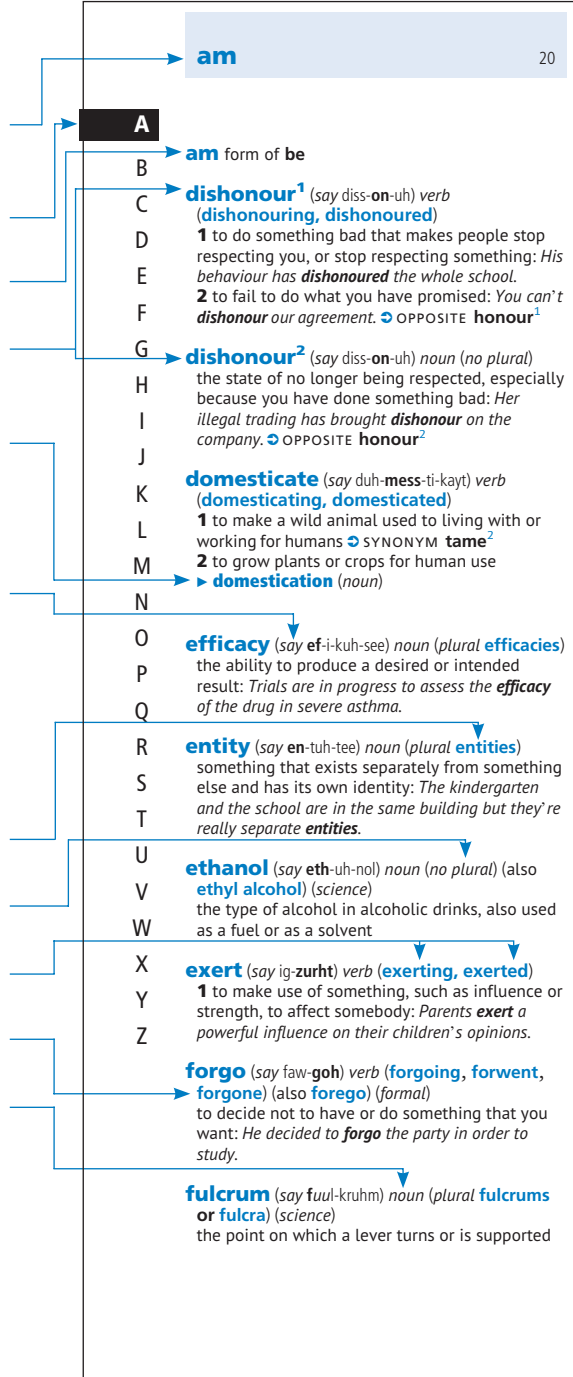 am 20
A
B
C
D
E
F
G
H
I
J
K
L
M
N
O
P
Q
R
S
T
U
V
W
X
Y
Z
am form of be
dishonour¹ (say diss-on-uh) verb
(dishonouring, dishonoured)
1 to do something bad that makes people stop
respecting you, or stop respecting something: His
behaviour has dishonoured the whole school.
2 to fail to do what you have promised: You can't
dishonour our agreement. ➲ OPPOSITE honour¹
dishonour² (say diss-on-uh) noun (no plural)
the state of no longer being respected, especially
because you have done something bad: Her
illegal trading has brought dishonour on the
company. ➲ OPPOSITE honour²
domesticate (say duh-mess-ti-kayt) verb
(domesticating, domesticated)
1 to make a wild animal used to living with or
working for humans ➲ SYNONYM tame²
2 to grow plants or crops for human use
► domestication (noun)
efficacy (say ef-i-kuh-see) noun (plural efficacies)
the ability to produce a desired or intended
result: Trials are in progress to assess the efficacy
of the drug in severe asthma.
entity (say en-tuh-tee) noun (plural entities)
something that exists separately from something
else and has its own identity: The kindergarten
and the school are in the same building but they're
really separate entities.
ethanol (say eth-uh-nol) noun (no plural) (also
ethyl alcohol) (science)
the type of alcohol in alcoholic drinks, also used
as a fuel or as a solvent
exert (say ig-zurht) verb (exerting, exerted)
1 to make use of something, such as influence or
strength, to affect somebody: Parents exert a
powerful influence on their children's opinions.
forgo (say faw-goh) verb (forgoing, forwent,
forgone) (also forego) (formal)
to decide not to have or do something that you
want: He decided to forgo the party in order to
study.
fulcrum (say fuul-kruhm) noun (plural fulcrums
or fulcra) (science)
the point on which a lever turns or is supported